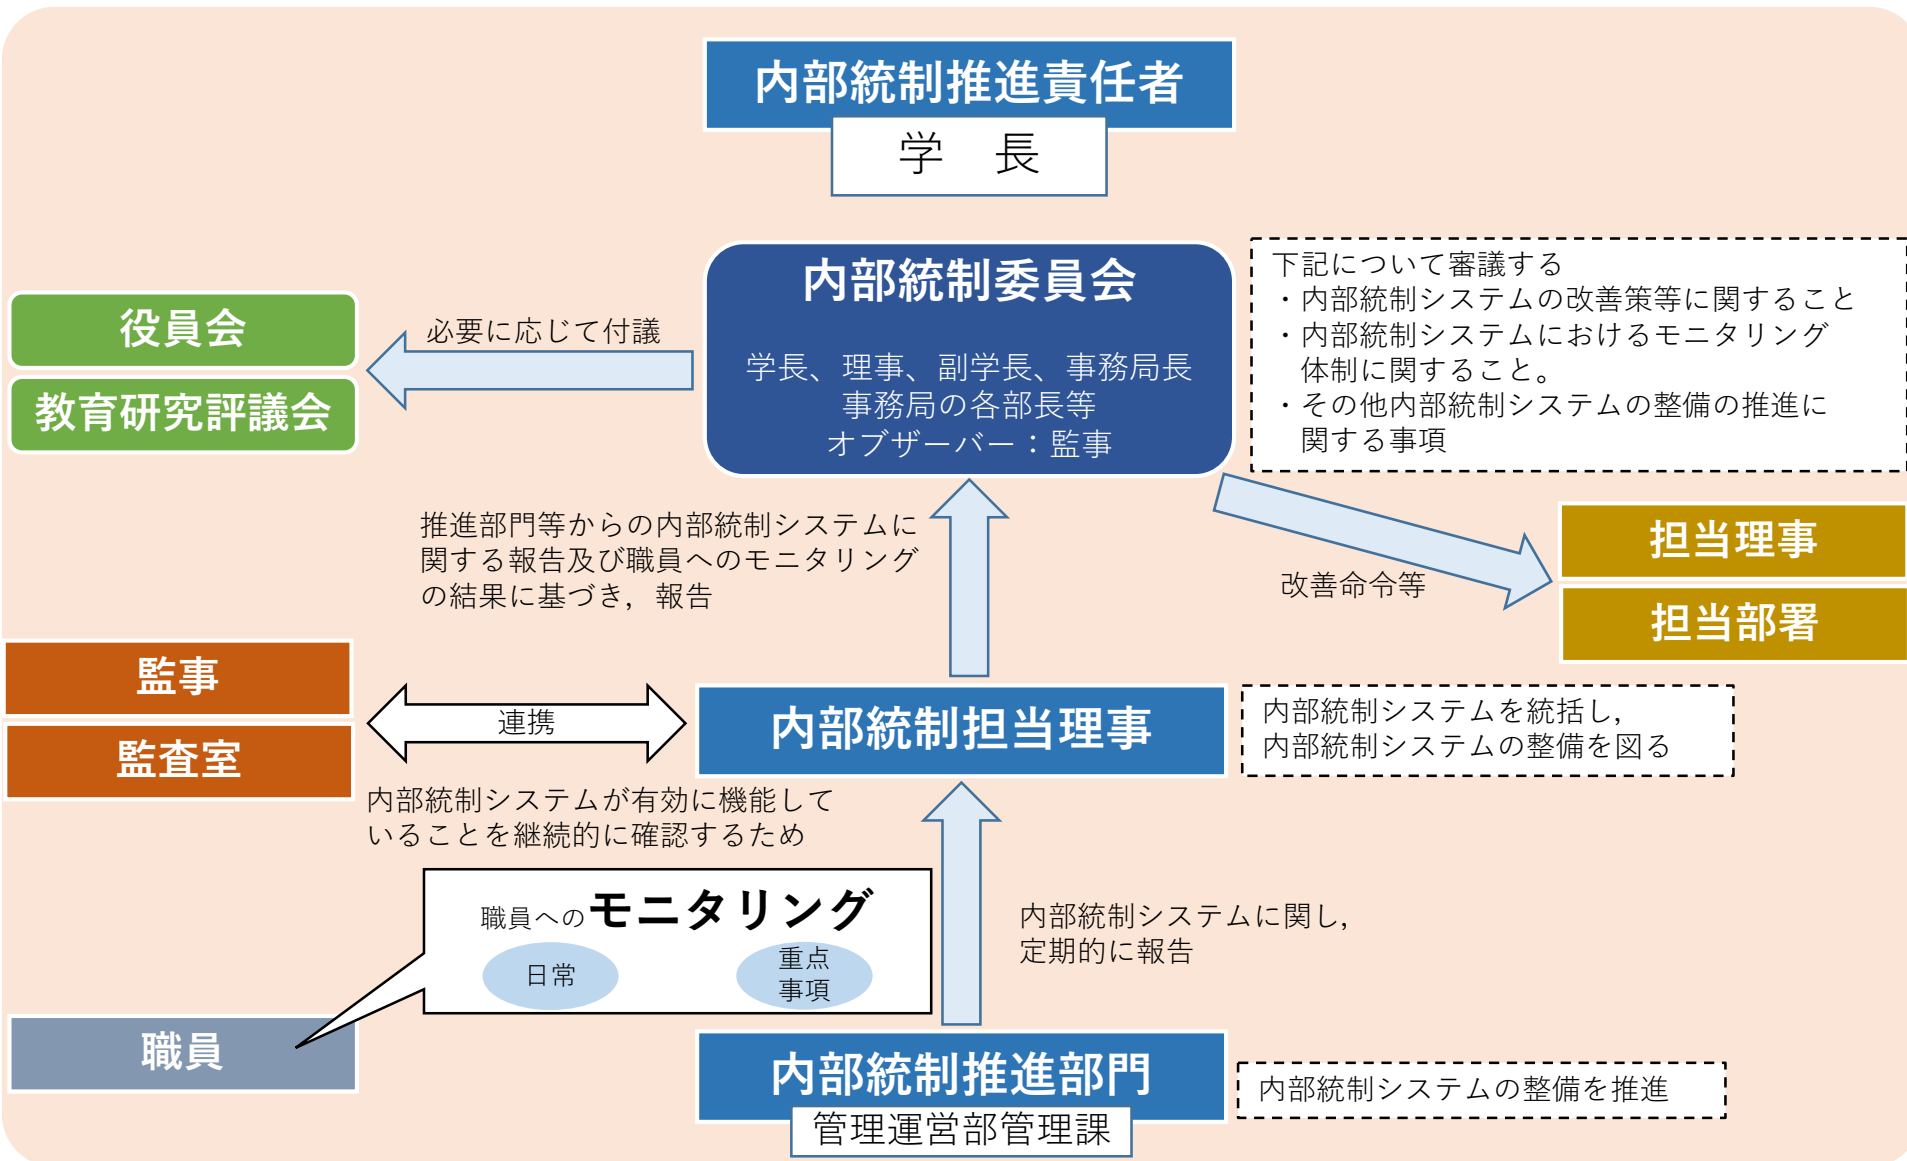 内部統制推進責任者
学　長
内部統制委員会
学長、理事、副学長、事務局長
事務局の各部長等
オブザーバー：監事
下記について審議する
・内部統制システムの改善策等に関すること
・内部統制システムにおけるモニタリング
体制に関すること。
・その他内部統制システムの整備の推進に
関する事項
役員会
教育研究評議会
必要に応じて付議
推進部門等からの内部統制システムに
関する報告及び職員へのモニタリング
の結果に基づき，報告
改善命令等
担当理事
担当部署
監事
監査室
連携
内部統制担当理事
内部統制システムを統括し，
内部統制システムの整備を図る
内部統制システムが有効に機能して
いることを継続的に確認するため
職員へのモニタリング
日常
重点
事項
内部統制システムに関し，
定期的に報告
職員
内部統制推進部門
管理運営部管理課
内部統制システムの整備を推進